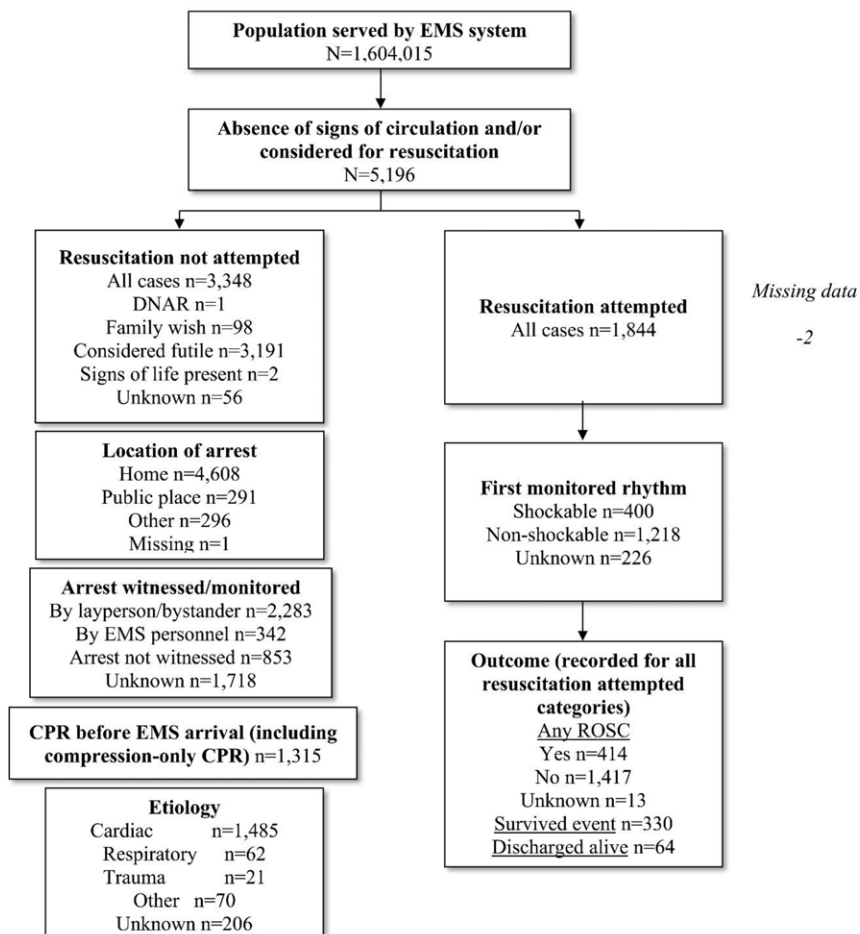 Population served by EMS system
N=1,604,015
Absence of signs of circulation and/or
considered for resuscitation
N=5,196
Resuscitation not attempted
All cases n=3,348
DNAR n=1
Family wish n=98
Considered futile n=3,191
Signs of life present n=2
Unknown n=56
Resuscitation attempted
All cases n=1,844
Missing data
-2
Location of arrest
Home n=4,608
Public place n=291
Other n=296
Missing n=1
First monitored rhythm
Shockable n=400
Non-shockable n=1,218
Unknown n=226
Arrest witnessed/monitored
By layperson/bystander n=2,283
By EMS personnel n=342
Arrest not witnessed n=853
Unknown n=1,718
Outcome (recorded for all
resuscitation attempted
categories)
Any ROSC
Yes n=414
No n=1,417
Unknown n=13
Survived event n=330
Discharged alive n=64
CPR before EMS arrival (including
compression-only CPR) n=1,315
Etiology
Cardiac n=1,485
Respiratory n=62
Trauma n=21
Other n=70
Unknown n=206